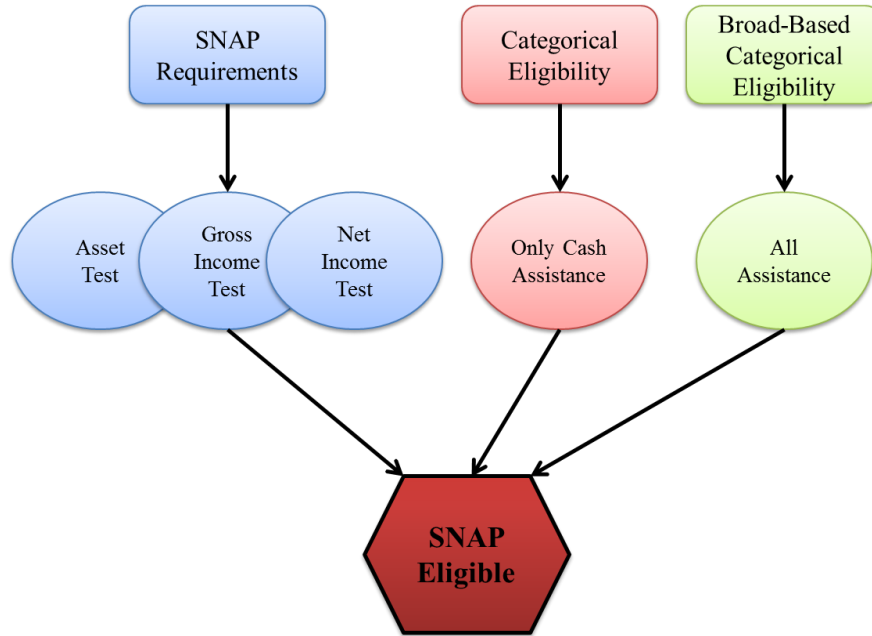 SNAP
Requirements
Categorical
Eligibility
Broad-Based
Categorical
Eligibility
Asset
Test
Gross
Income
Test
Net
Income
Test
Only Cash
Assistance
All
Assistance
SNAP
Eligible